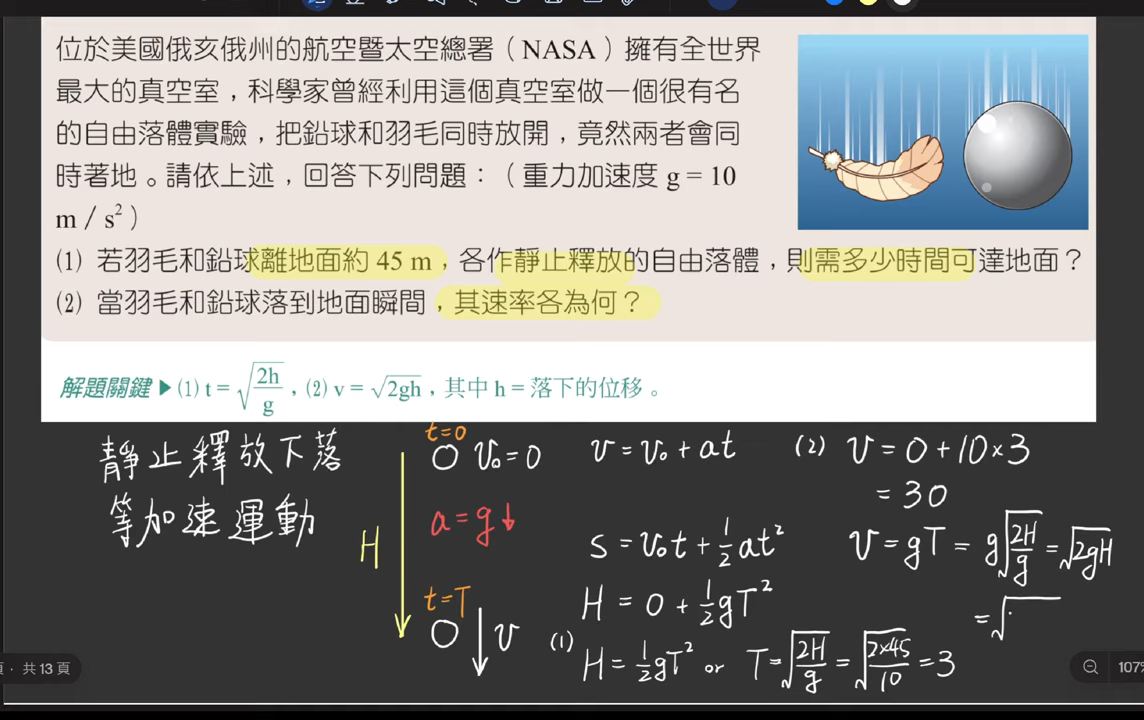 位於美國俄亥俄州的航空暨太空總署（NASA）擁有全世界
最大的真空室，科學家曾經利用這個真空室做一個很有名
的自由落體實驗，把鉛球和羽毛同時放開，竟然兩者會同
時著地。請依上述，回答下列問題：（重力加速度 g = 10
m / s²）
(1) 若羽毛和鉛球離地面約 45 m，各作靜止釋放的自由落體，則需多少時間可達地面？
(2) 當羽毛和鉛球落到地面瞬間，其速率各為何？
解題關鍵▶(1) t = √(2h/g)，(2) v = √2gh，其中 h = 落下的位移。
靜止釋放下落
等加速運動
H
t=0
v₀=0
a=g↓
t=T
v
v=v₀+at
s=v₀t+½at²
H=0+½gT²
(1) H=½gT² or T=√(2H/g)=√(2×45/10)=3
(2) v=0+10×3
=30
v=gT=g√(2H/g)=√2gH
=√
頁· 共 13 頁
107%